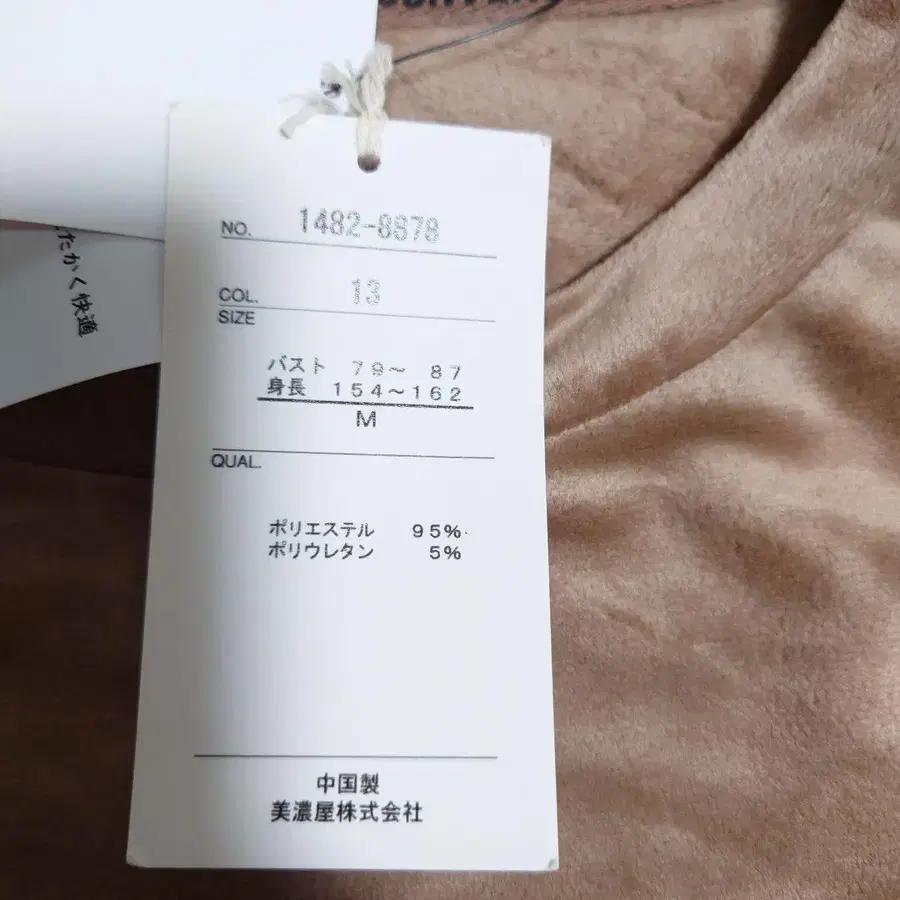 たかく快適
NO. 1482-8878
COL. 13
SIZE
バスト 79～ 87
身長 154～162
M
QUAL.
ポリエステル 95%
ポリウレタン 5%
中国製
美濃屋株式会社